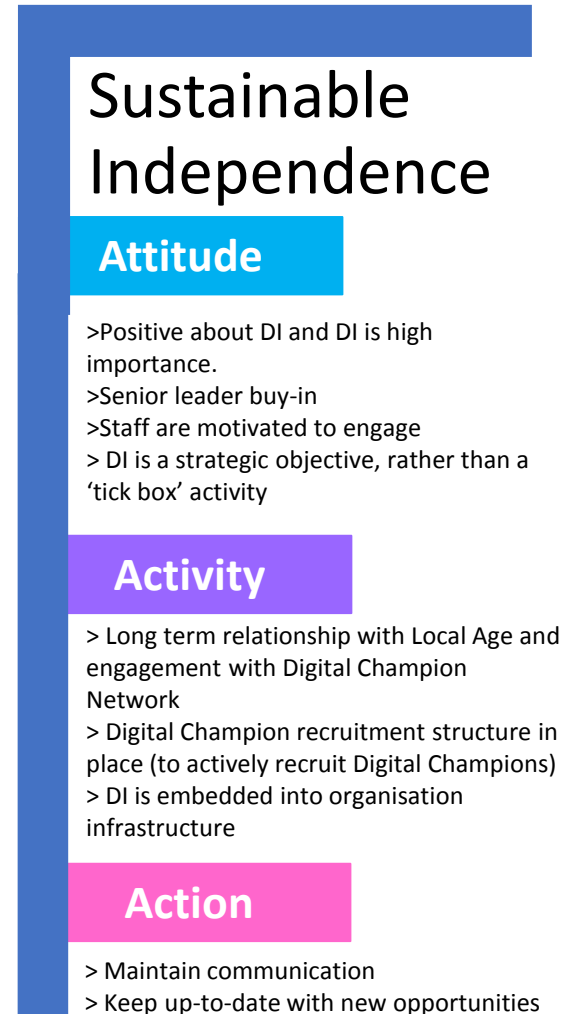 Sustainable
Independence
Attitude
>Positive about DI and DI is high
importance.
>Senior leader buy-in
>Staff are motivated to engage
> DI is a strategic objective, rather than a
‘tick box’ activity
Activity
> Long term relationship with Local Age and
engagement with Digital Champion
Network
> Digital Champion recruitment structure in
place (to actively recruit Digital Champions)
> DI is embedded into organisation
infrastructure
Action
> Maintain communication
> Keep up-to-date with new opportunities